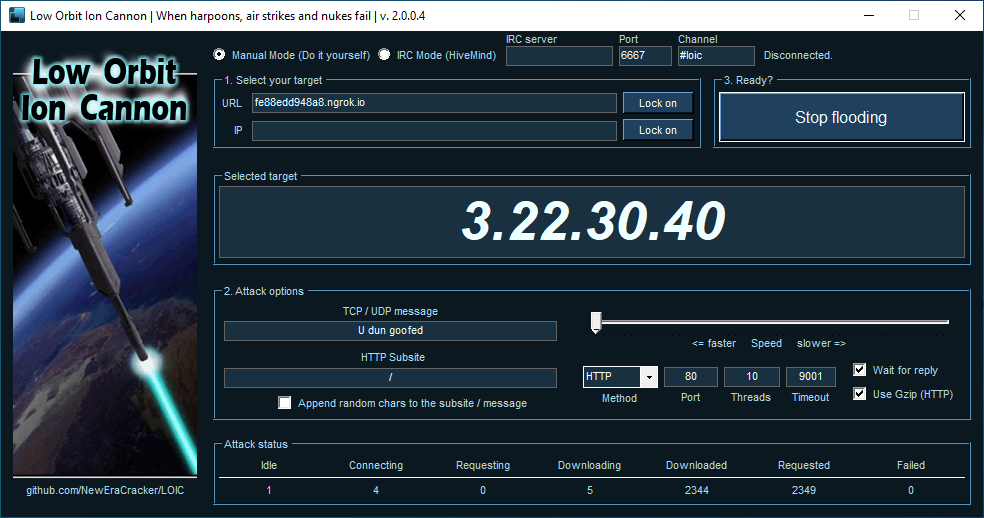 Low Orbit Ion Cannon | When harpoons, air strikes and nukes fail | v. 2.0.0.4
Low Orbit
Ion Cannon
Manual Mode (Do it yourself) IRC Mode (HiveMind)
IRC server Port Channel
6667 #loic Disconnected.
1. Select your target
URL fe88edd948a8.ngrok.io Lock on
IP Lock on
3. Ready?
Stop flooding
Selected target
3.22.30.40
2. Attack options
TCP / UDP message
U dun goofed
<= faster Speed slower =>
HTTP Subsite
/
Append random chars to the subsite / message
HTTP 80 10 9001 Wait for reply
Method Port Threads Timeout Use Gzip (HTTP)
Attack status
Idle Connecting Requesting Downloading Downloaded Requested Failed
1 4 0 5 2344 2349 0
github.com/NewEraCracker/LOIC